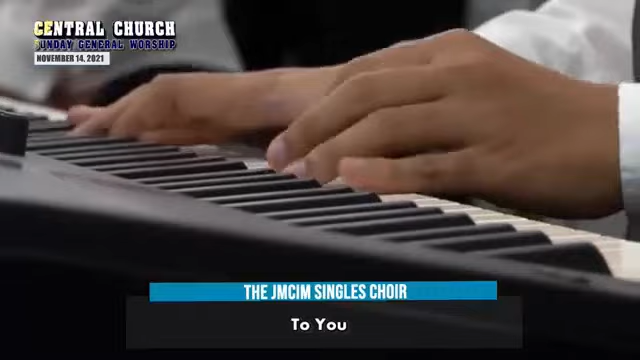 CENTRAL CHURCH
SUNDAY GENERAL WORSHIP
NOVEMBER 14, 2021
THE JMCIM SINGLES CHOIR
To You